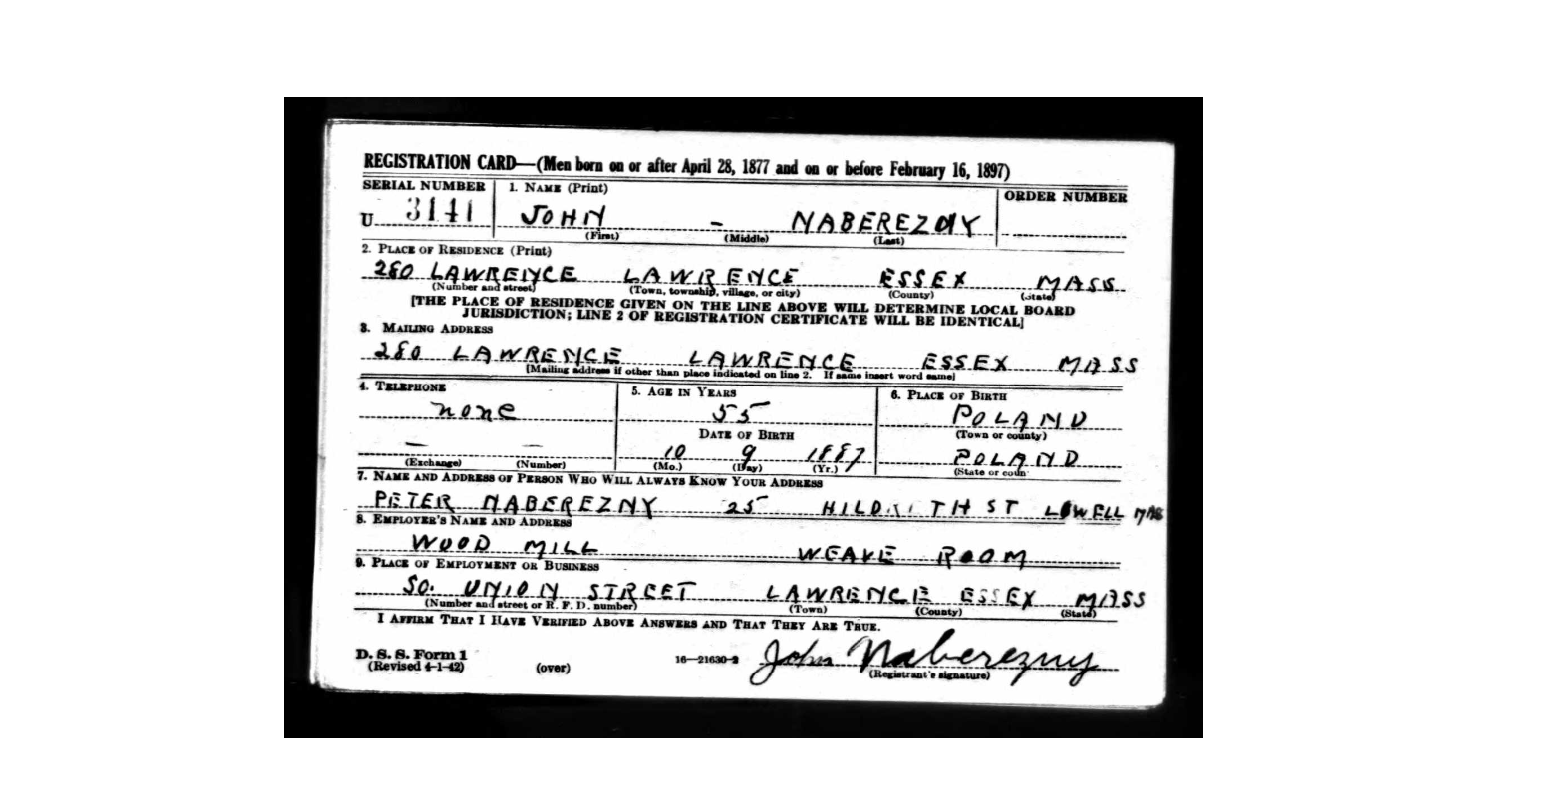 REGISTRATION CARD—(Men born on or after April 28, 1877 and on or before February 16, 1897)
SERIAL NUMBER 1. NAME (Print) ORDER NUMBER
U 3141 JOHN – NABEREZNY
(First) (Middle) (Last)
2. PLACE OF RESIDENCE (Print)
280 LAWRENCE LAWRENCE ESSEX MASS
(Number and street) (Town, township, village, or city) (County) (State)
[THE PLACE OF RESIDENCE GIVEN ON THE LINE ABOVE WILL DETERMINE LOCAL BOARD
JURISDICTION; LINE 2 OF REGISTRATION CERTIFICATE WILL BE IDENTICAL]
3. MAILING ADDRESS
280 LAWRENCE LAWRENCE ESSEX MASS
[Mailing address if other than place indicated on line 2. If same insert word same]
4. TELEPHONE 5. AGE IN YEARS 6. PLACE OF BIRTH
none 55 POLAND
DATE OF BIRTH (Town or county)
– – 10 9 1887 POLAND
(Exchange) (Number) (Mo.) (Day) (Yr.) (State or coun
7. NAME AND ADDRESS OF PERSON WHO WILL ALWAYS KNOW YOUR ADDRESS
PETER NABEREZNY 25 ST LOWELL MAS
8. EMPLOYER'S NAME AND ADDRESS
WOOD MILL WEAVE ROOM
9. PLACE OF EMPLOYMENT OR BUSINESS
SO. UNION STREET LAWRENCE ESSEX MASS
(Number and street or R. F. D. number) (Town) (County) (State)
I AFFIRM THAT I HAVE VERIFIED ABOVE ANSWERS AND THAT THEY ARE TRUE.
D. S. S. Form 1
(Revised 4-1-42) (over) 16—21630-2 John Naberezny
(Registrant's signature)